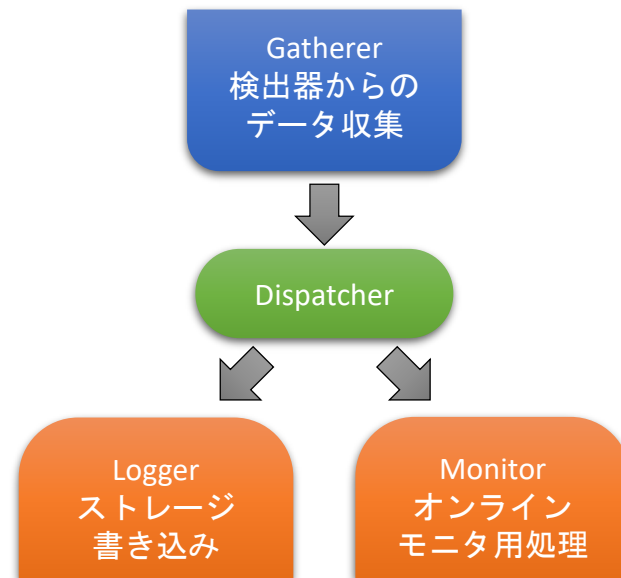 Gatherer
検出器からの
データ収集
Dispatcher
Logger
ストレージ
書き込み
Monitor
オンライン
モニタ用処理